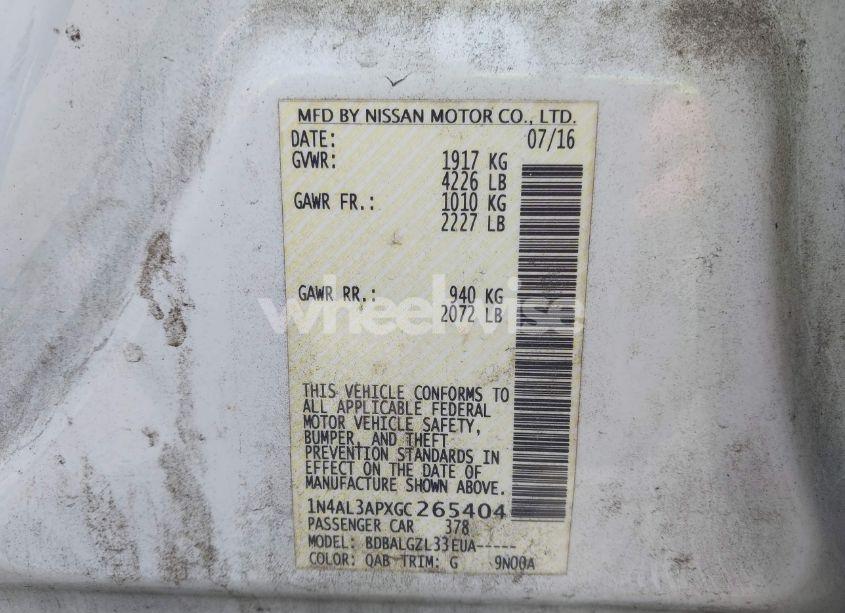 MFD BY NISSAN MOTOR CO., LTD.
DATE: 07/16
GVWR: 1917 KG
4226 LB
GAWR FR.: 1010 KG
2227 LB
GAWR RR.: 940 KG
2072 LB
wheelwise
THIS VEHICLE CONFORMS TO
ALL APPLICABLE FEDERAL
MOTOR VEHICLE SAFETY,
BUMPER, AND THEFT
PREVENTION STANDARDS IN
EFFECT ON THE DATE OF
MANUFACTURE SHOWN ABOVE.
1N4AL3APXGC265404
PASSENGER CAR 378
MODEL: BDBALGZL33EUA-----
COLOR: QAB TRIM: G 9N00A